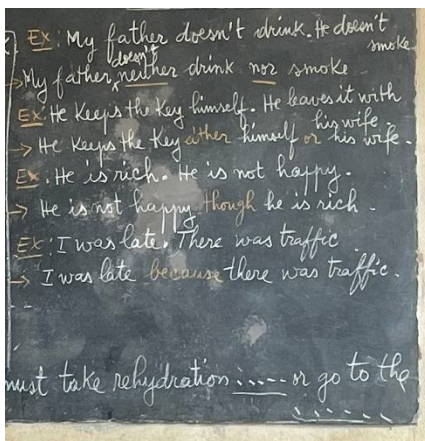 Ex: My father doesn't drink. He doesn't smoke
doesn't
→ My father, neither drink nor smoke
Ex: He Keeps the Key himself. He leaves it with his wife.
→ He Keeps the Key either himself or his wife.
Ex: He is rich. He is not happy.
→ He is not happy though he is rich.
Ex: I was late. There was traffic
→ I was late because there was traffic.
must take rehydration ...... or go to the
......